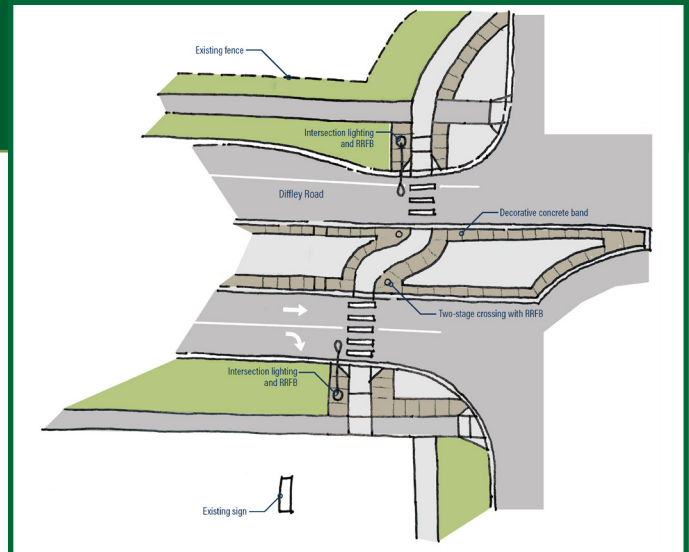 Existing fence
Intersection lighting
and RRFB
Diffley Road
Decorative concrete band
Two-stage crossing with RRFB
Intersection lighting
and RRFB
Existing sign